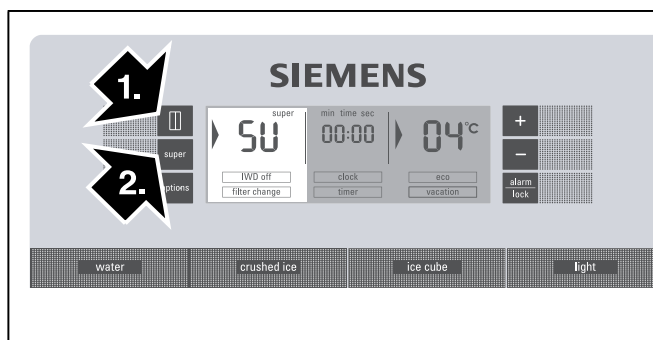 1.
SIEMENS
super
min time sec
SU
00:00
04°C
+
super
−
2.
options
IWD off
clock
eco
alarm
lock
filter change
timer
vacation
water
crushed ice
ice cube
light